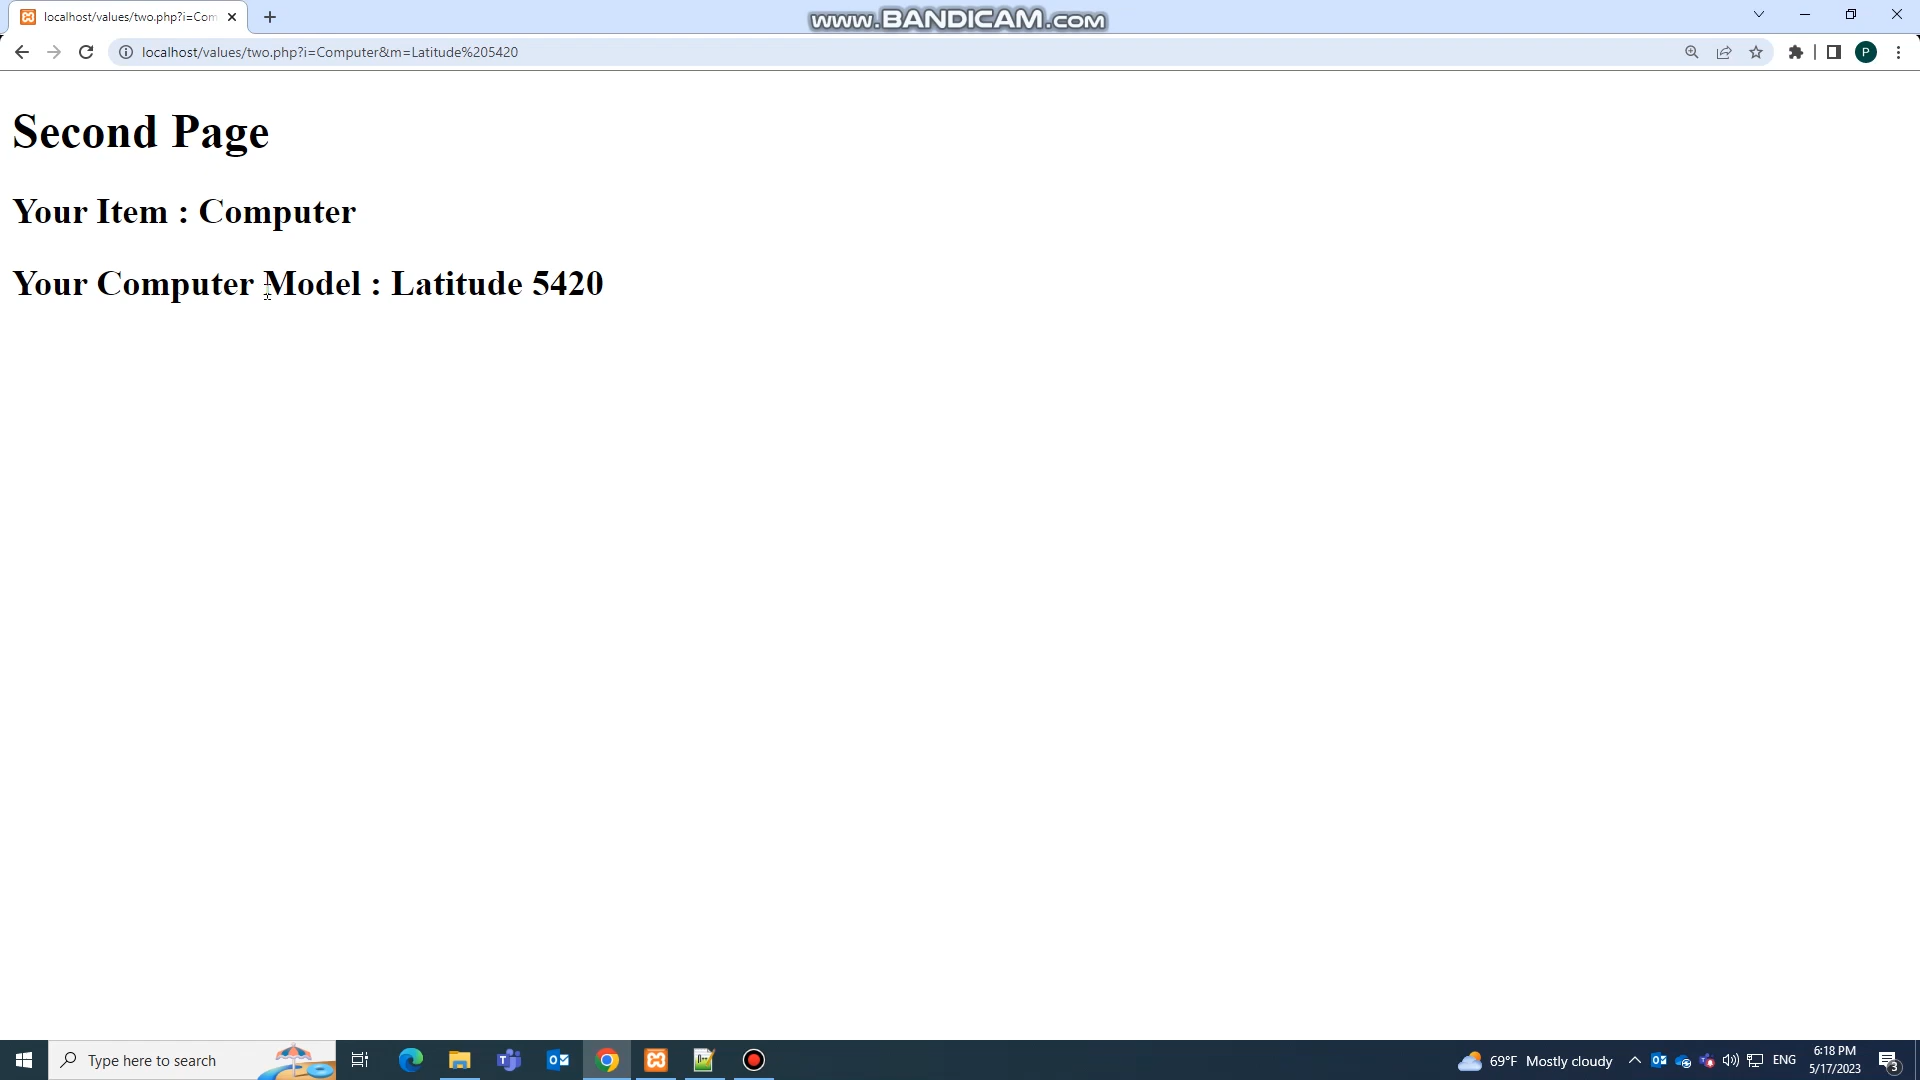 localhost/values/two.php?i=Com
www.BANDICAM.com
localhost/values/two.php?i=Computer&m=Latitude%205420
P
Second Page
Your Item : Computer
Your Computer Model : Latitude 5420
Type here to search
69°F Mostly cloudy
ENG
6:18 PM
5/17/2023
3